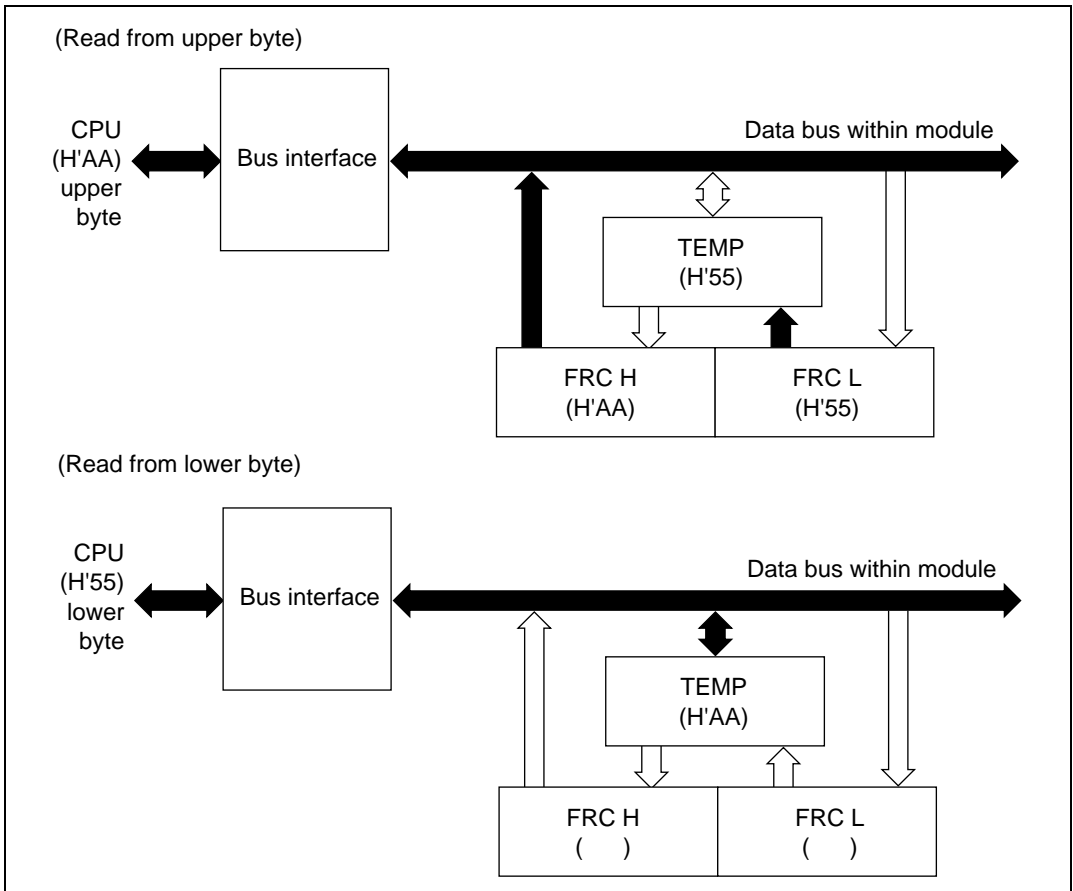 (Read from upper byte)
CPU
(H'AA)
upper
byte
Bus interface
Data bus within module
TEMP
(H'55)
FRC H
(H'AA)
FRC L
(H'55)
(Read from lower byte)
CPU
(H'55)
lower
byte
Bus interface
Data bus within module
TEMP
(H'AA)
FRC H
(    )
FRC L
(    )